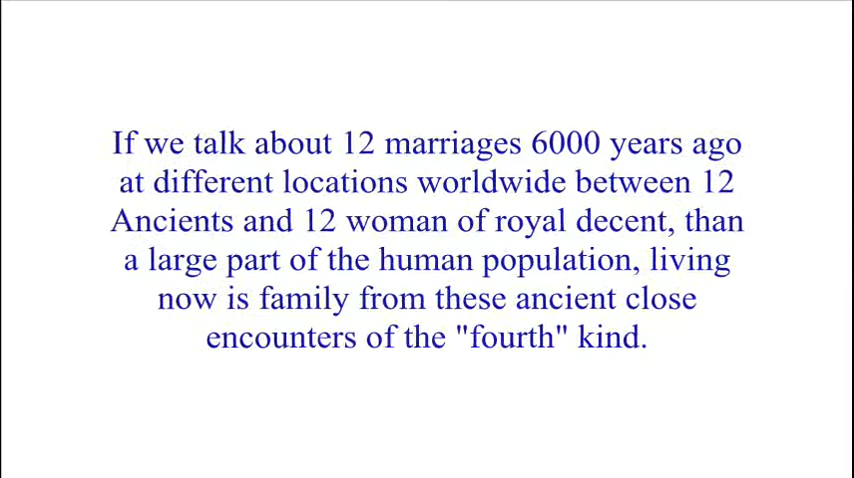 If we talk about 12 marriages 6000 years ago
at different locations worldwide between 12
Ancients and 12 woman of royal decent, than
a large part of the human population, living
now is family from these ancient close
encounters of the "fourth" kind.